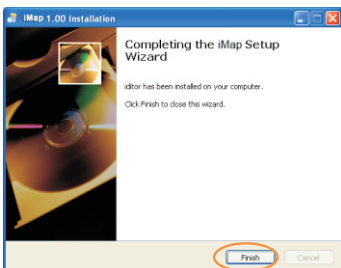 iMap 1.00 Installation
Completing the iMap Setup
Wizard
iditor has been installed on your computer.
Click Finish to close this wizard.
Finish
Cancel